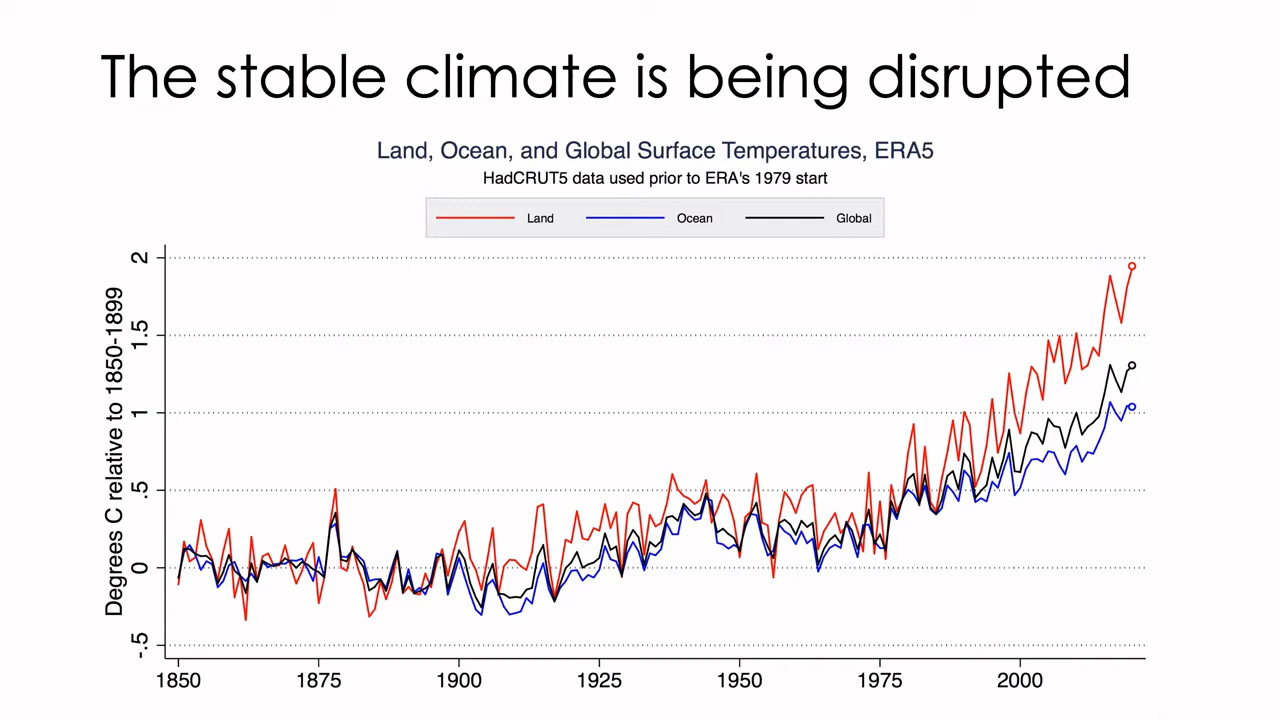 The stable climate is being disrupted
Land, Ocean, and Global Surface Temperatures, ERA5
HadCRUT5 data used prior to ERA's 1979 start
Land Ocean Global
Degrees C relative to 1850-1899
2
1.5
1
.5
0
-.5
1850 1875 1900 1925 1950 1975 2000